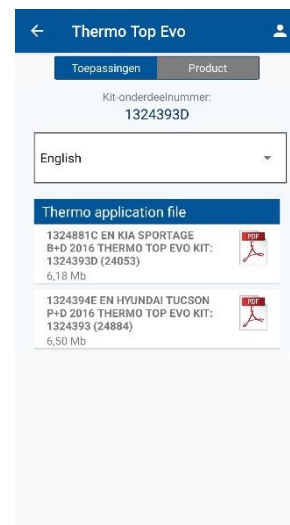 Thermo Top Evo
Toepassingen Product
Kit-onderdeelnummer:
1324393D
English
Thermo application file
1324881C EN KIA SPORTAGE
B+D 2016 THERMO TOP EVO KIT:
1324393D (24053)
6,18 Mb
PDF
1324394E EN HYUNDAI TUCSON
P+D 2016 THERMO TOP EVO KIT:
1324393 (24884)
6,50 Mb
PDF